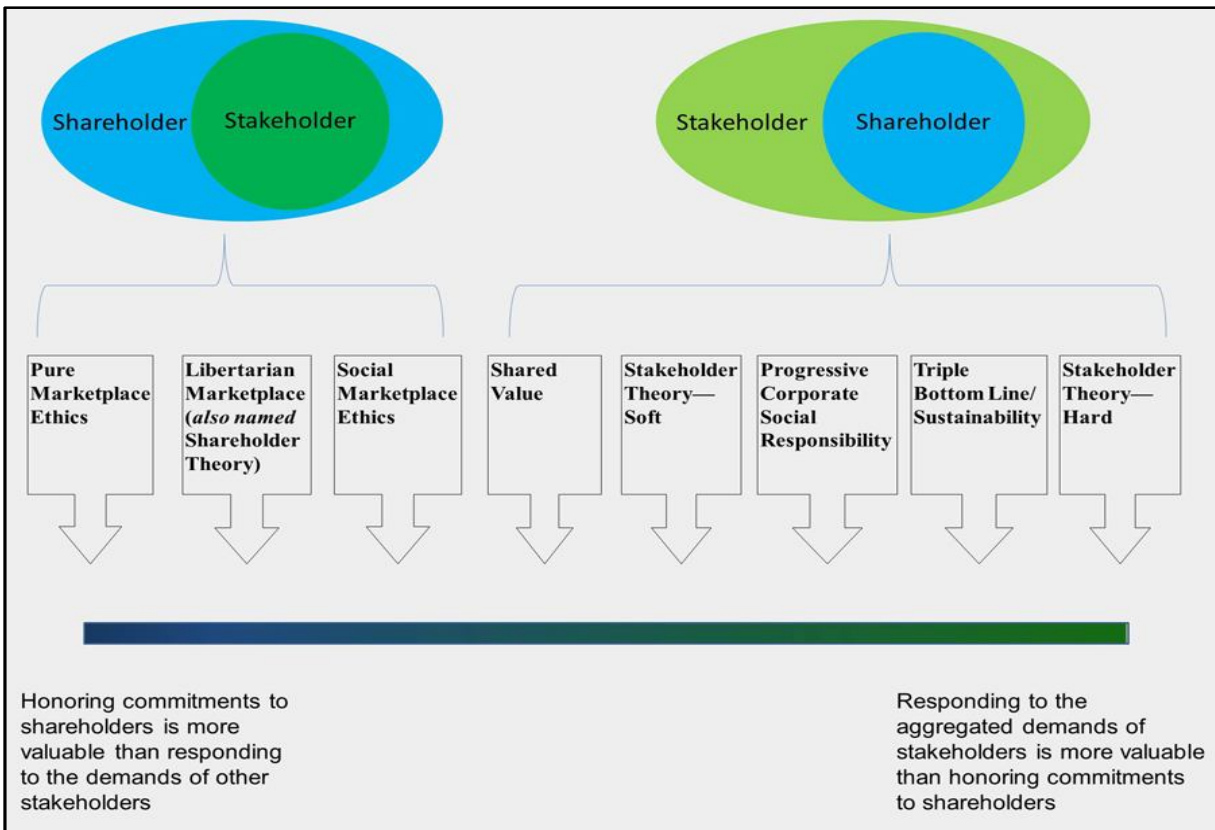 Shareholder
Stakeholder
Stakeholder
Shareholder
Pure
Marketplace
Ethics
Libertarian
Marketplace
(also named
Shareholder
Theory)
Social
Marketplace
Ethics
Shared
Value
Stakeholder
Theory—
Soft
Progressive
Corporate
Social
Responsibility
Triple
Bottom Line/
Sustainability
Stakeholder
Theory—
Hard
Honoring commitments to
shareholders is more
valuable than responding
to the demands of other
stakeholders
Responding to the
aggregated demands of
stakeholders is more valuable
than honoring commitments
to shareholders